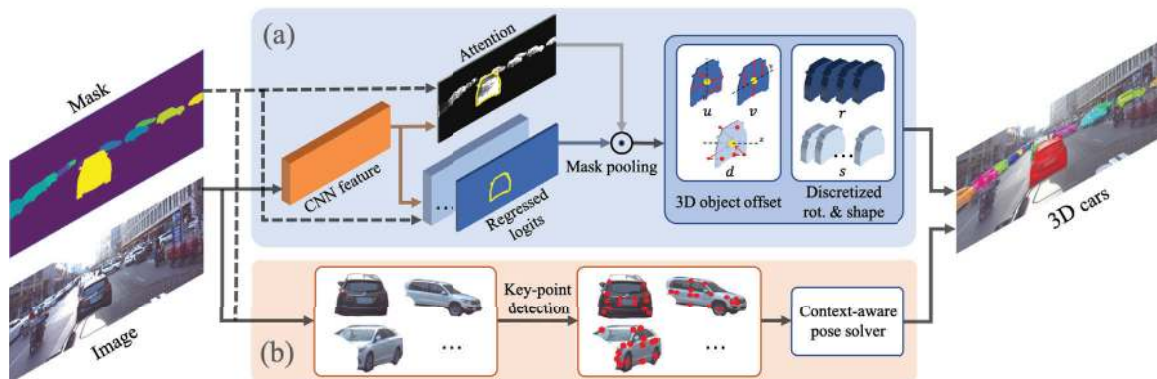 (a)
Mask
Image
CNN feature
Attention
...
Regressed
logits
Mask pooling
u
v
d
3D object offset
r
...
s
Discretized
rot. & shape
3D cars
(b)
...
Key-point
detection
...
Context-aware
pose solver